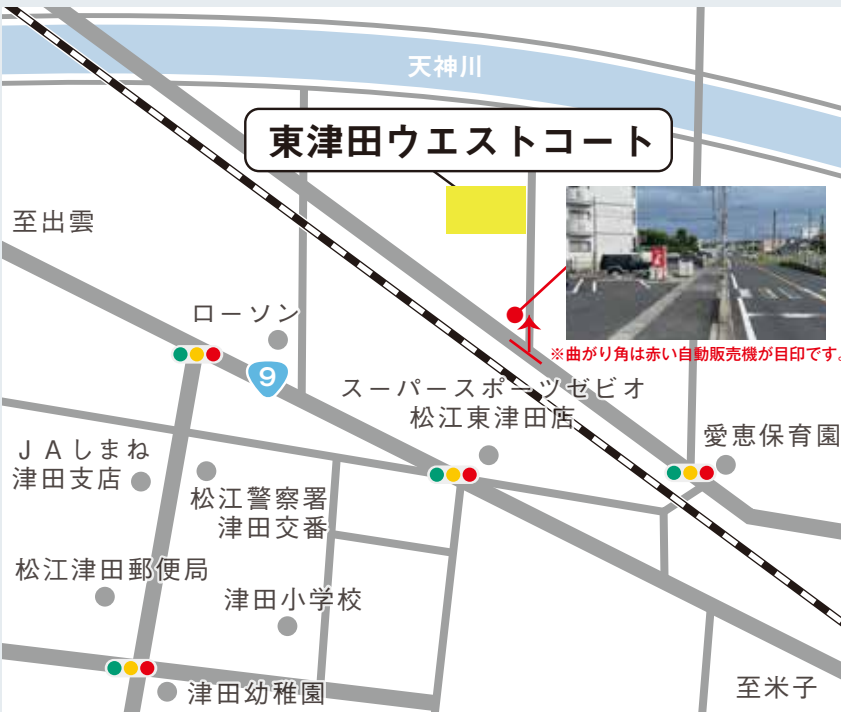 天神川
東津田ウエストコート
至出雲
ローソン
※曲がり角は赤い自動販売機が目印です。
9
スーパースポーツゼビオ
松江東津田店
愛恵保育園
JAしまね
津田支店
松江警察署
津田交番
松江津田郵便局
津田小学校
至米子
津田幼稚園